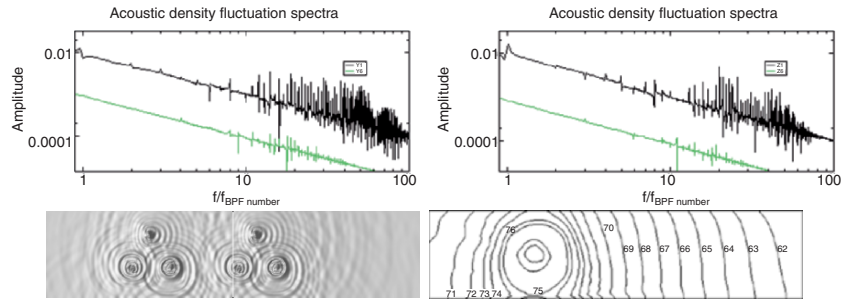 Acoustic density fluctuation spectra
Amplitude
0.01
0.0001
Y1
Y6
1
10
100
f/fBPF number
Acoustic density fluctuation spectra
Amplitude
0.01
0.0001
Z1
Z6
1
10
100
f/fBPF number
76
70
69 68 67 66 65 64 63 62
71 72 73 74 75